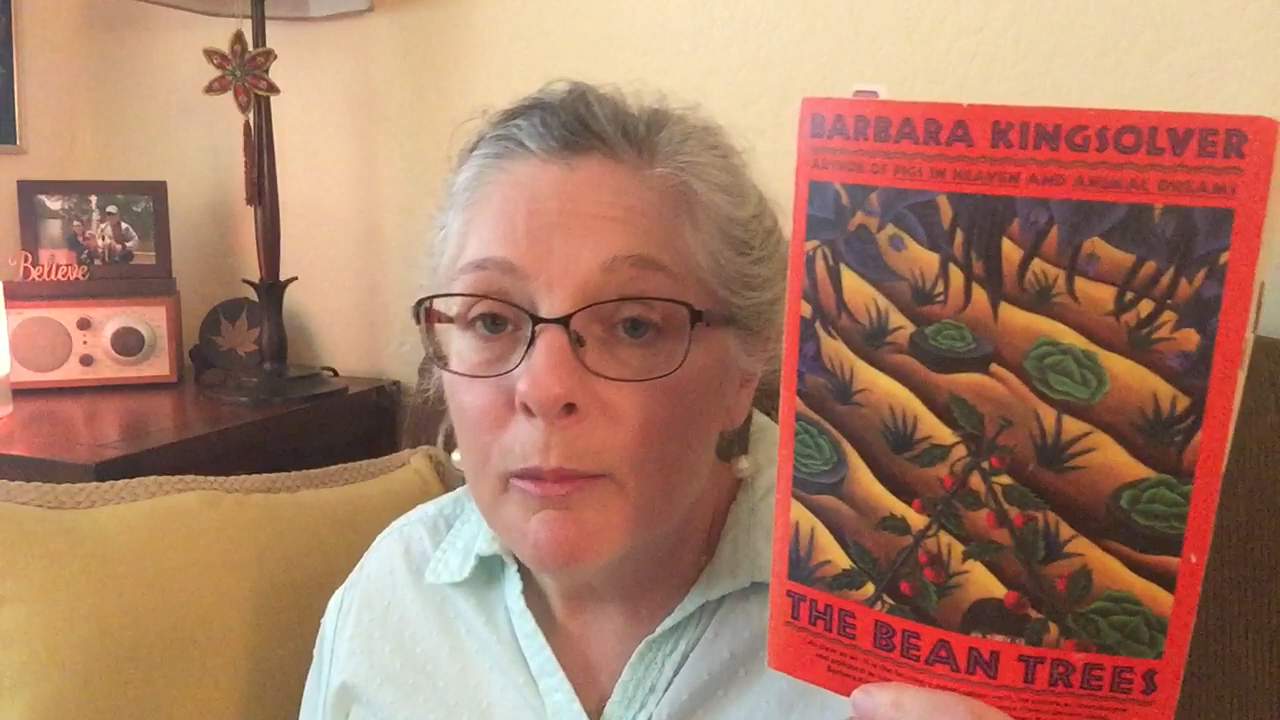 Believe
BARBARA KINGSOLVER
AUTHOR OF PIGS IN HEAVEN AND ANIMAL DREAMS
THE BEAN TREES